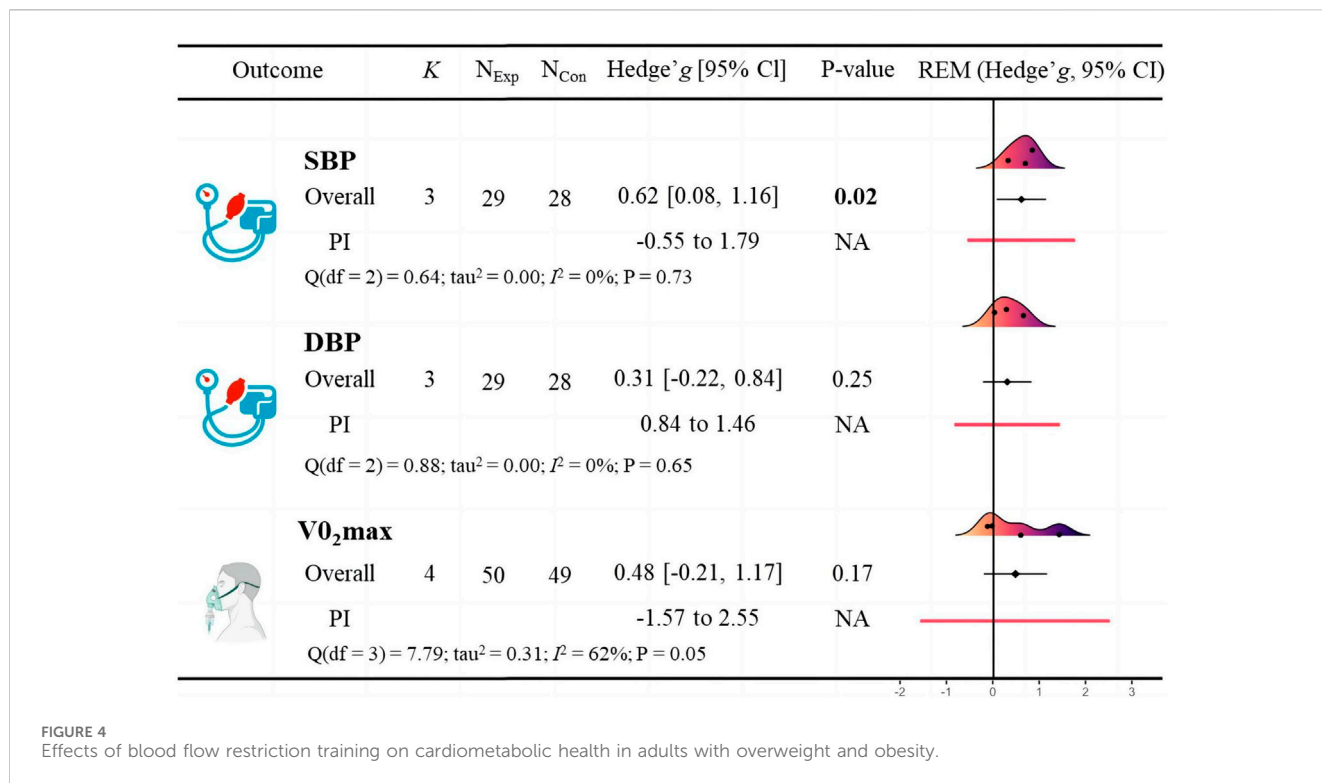 Outcome K N_Exp N_Con Hedge'g [95% CI] P-value REM (Hedge'g, 95% CI)
SBP
Overall 3 29 28 0.62 [0.08, 1.16] 0.02
PI -0.55 to 1.79 NA
Q(df = 2) = 0.64; tau² = 0.00; I² = 0%; P = 0.73
DBP
Overall 3 29 28 0.31 [-0.22, 0.84] 0.25
PI 0.84 to 1.46 NA
Q(df = 2) = 0.88; tau² = 0.00; I² = 0%; P = 0.65
V0₂max
Overall 4 50 49 0.48 [-0.21, 1.17] 0.17
PI -1.57 to 2.55 NA
Q(df = 3) = 7.79; tau² = 0.31; I² = 62%; P = 0.05
-2 -1 0 1 2 3
FIGURE 4
Effects of blood flow restriction training on cardiometabolic health in adults with overweight and obesity.